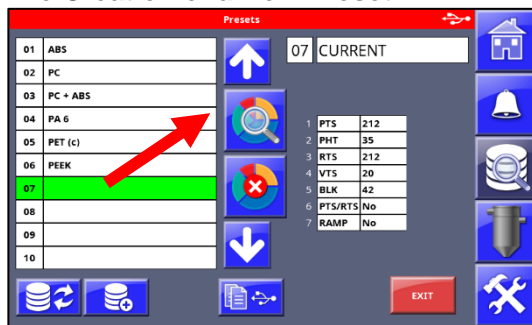 Presets
01 ABS
02 PC
03 PC + ABS
04 PA 6
05 PET (c)
06 PEEK
07
08
09
10
07 CURRENT
1 PTS 212
2 PHT 35
3 RTS 212
4 VTS 20
5 BLK 42
6 PTS/RTS No
7 RAMP No
EXIT